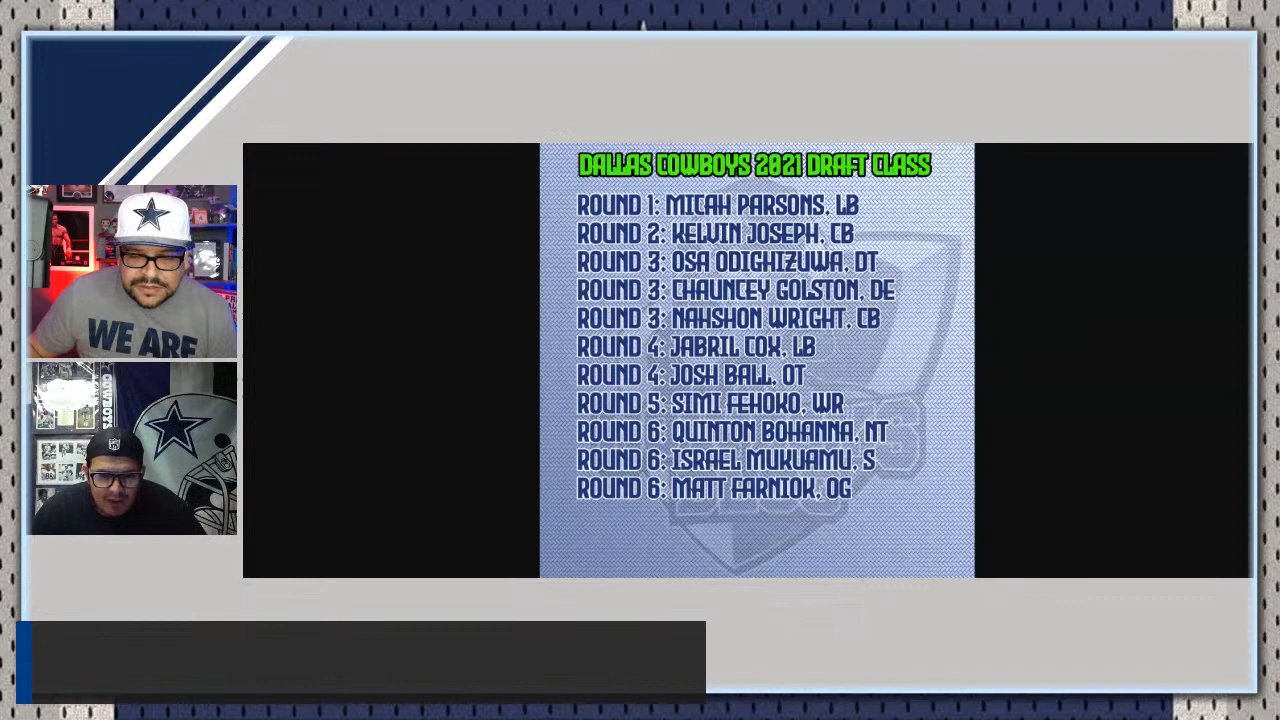 DALLAS COWBOYS 2021 DRAFT CLASS
ROUND 1: MICAH PARSONS, LB
ROUND 2: KELVIN JOSEPH, CB
ROUND 3: OSA ODIGHIZUWA, DT
ROUND 3: CHAUNCEY GOLSTON, DE
ROUND 3: NAHSHON WRIGHT, CB
ROUND 4: JABRIL COX, LB
ROUND 4: JOSH BALL, OT
ROUND 5: SIMI FEHOKO, WR
ROUND 6: QUINTON BOHANNA, NT
ROUND 6: ISRAEL MUKUAMU, S
ROUND 6: MATT FARNIOK, OG
WE ARE
COWBOYS